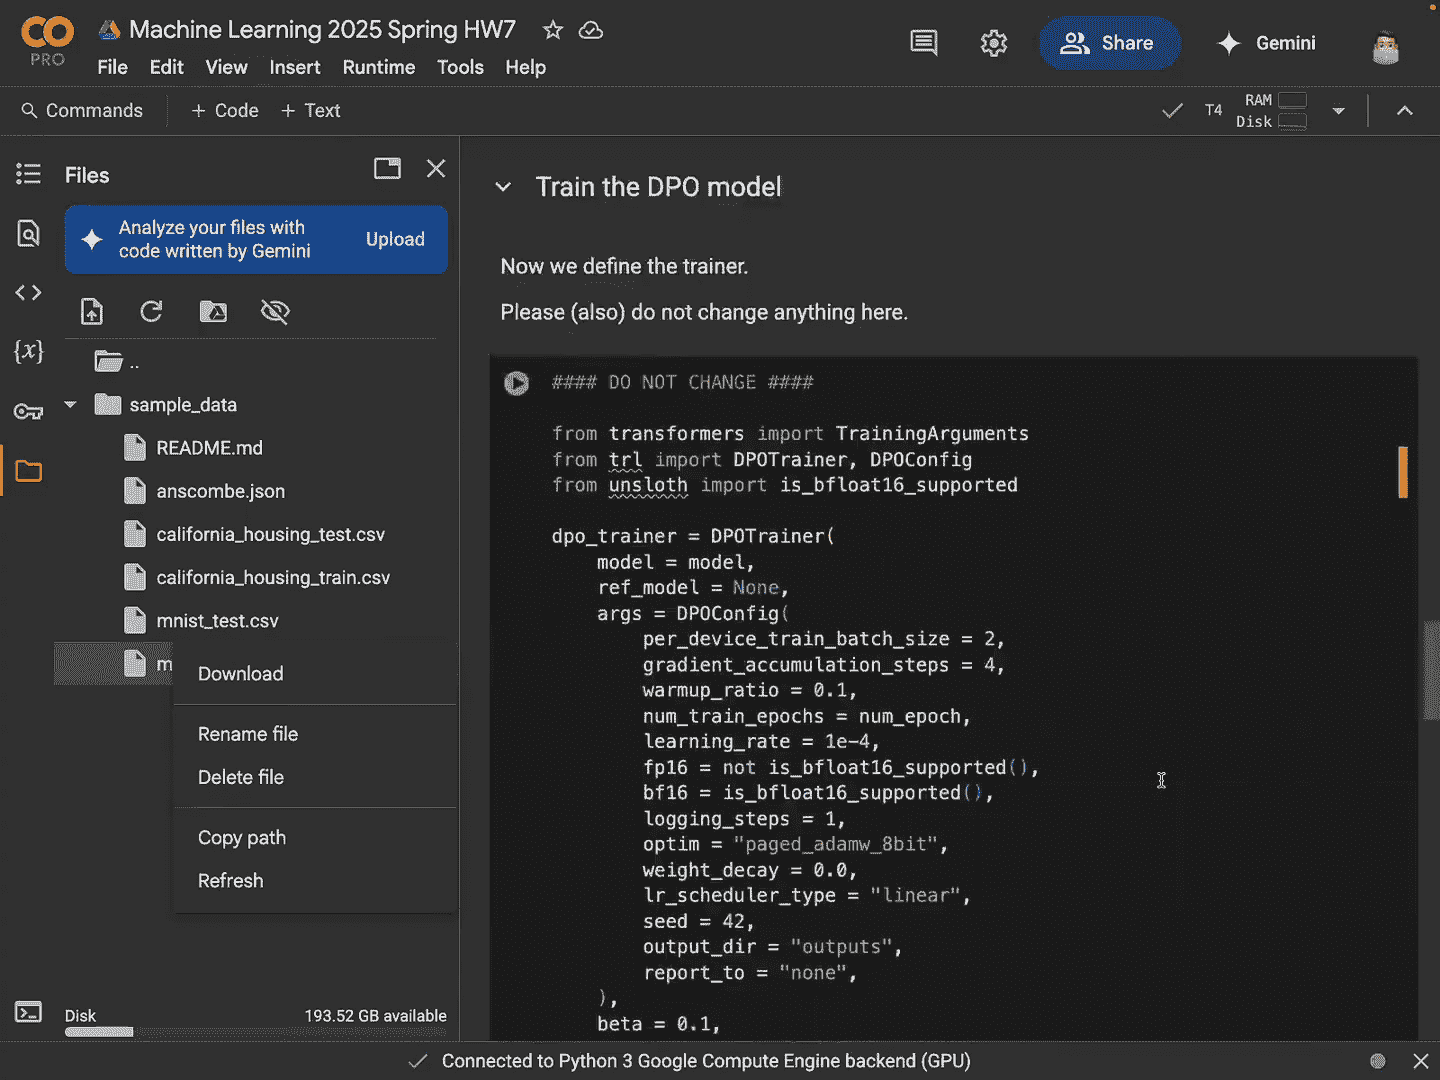 CO
PRO
Machine Learning 2025 Spring HW7
File Edit View Insert Runtime Tools Help
Share
Gemini
Commands
+ Code
+ Text
T4
RAM
Disk
Files
Analyze your files with
code written by Gemini
Upload
..
sample_data
README.md
anscombe.json
california_housing_test.csv
california_housing_train.csv
mnist_test.csv
m
Download
Rename file
Delete file
Copy path
Refresh
Disk
193.52 GB available
Train the DPO model
Now we define the trainer.
Please (also) do not change anything here.
#### DO NOT CHANGE ####
from transformers import TrainingArguments
from trl import DPOTrainer, DPOConfig
from unsloth import is_bfloat16_supported
dpo_trainer = DPOTrainer(
model = model,
ref_model = None,
args = DPOConfig(
per_device_train_batch_size = 2,
gradient_accumulation_steps = 4,
warmup_ratio = 0.1,
num_train_epochs = num_epoch,
learning_rate = 1e-4,
fp16 = not is_bfloat16_supported(),
bf16 = is_bfloat16_supported(),
logging_steps = 1,
optim = "paged_adamw_8bit",
weight_decay = 0.0,
lr_scheduler_type = "linear",
seed = 42,
output_dir = "outputs",
report_to = "none",
),
beta = 0.1,
Connected to Python 3 Google Compute Engine backend (GPU)